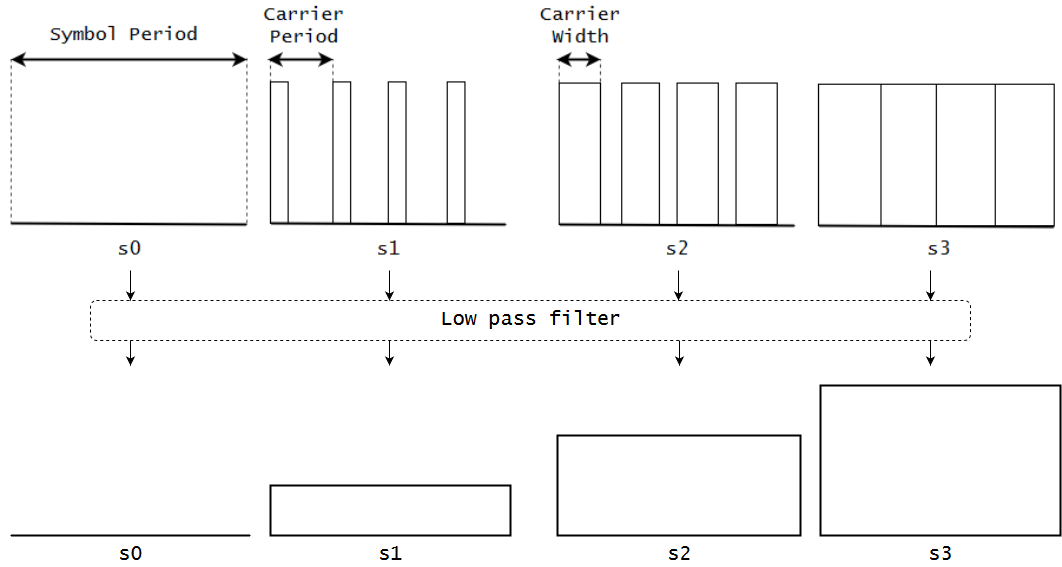 Symbol Period
Carrier
Period
Carrier
Width
s0
s1
s2
s3
Low pass filter
s0
s1
s2
s3